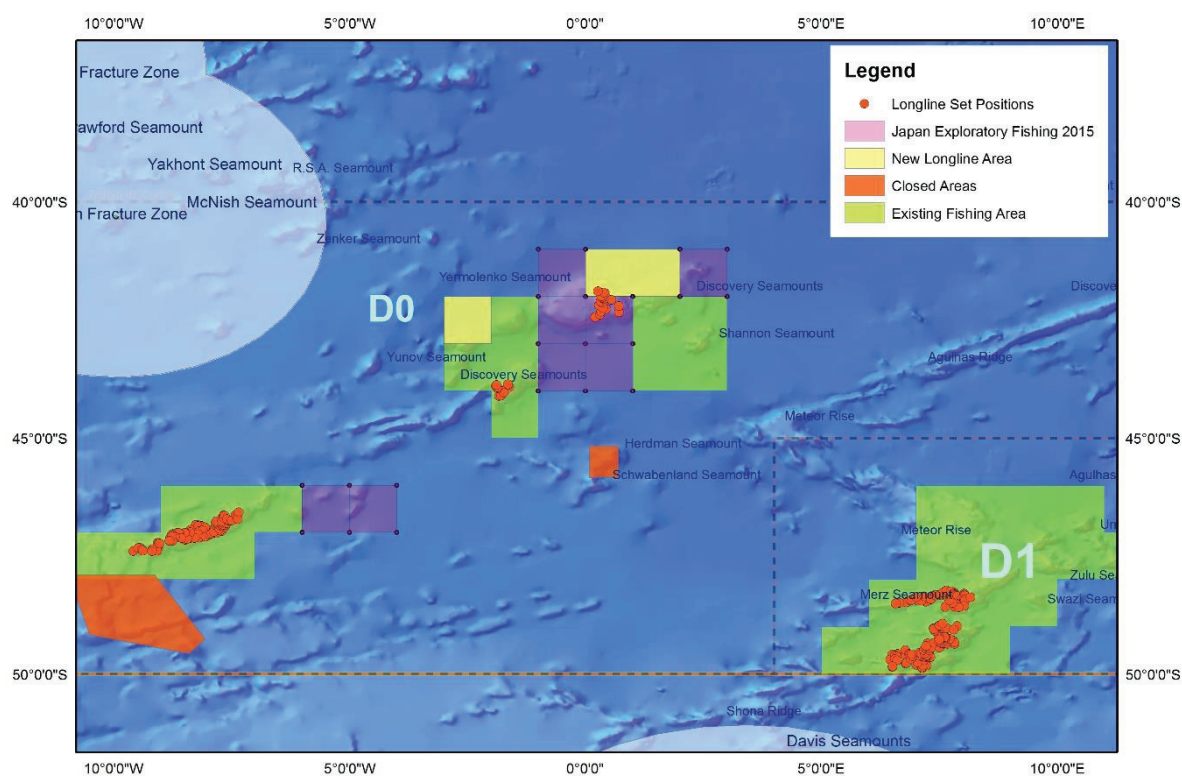 10°0'0"W 5°0'0"W 0°0'0" 5°0'0"E 10°0'0"E
Legend
Longline Set Positions
Japan Exploratory Fishing 2015
New Longline Area
Closed Areas
Existing Fishing Area
Fracture Zone
awford Seamount
Yakhont Seamount
R.S.A. Seamount
40°0'0"S McNish Seamount 40°0'0"S
n Fracture Zone
Zenker Seamount
Yermolenko Seamount
Discovery Seamounts
Discove
D0
Shannon Seamount
Yunov Seamount
Agulhas Ridge
Discovery Seamounts
Meteor Rise
45°0'0"S 45°0'0"S
Herdman Seamount
Schwabenland Seamount
Agulhas
Meteor Rise
Un
D1
Zulu Se
Merz Seamount
Swazi Seam
50°0'0"S 50°0'0"S
Shona Ridge
Davis Seamounts
10°0'0"W 5°0'0"W 0°0'0" 5°0'0"E 10°0'0"E